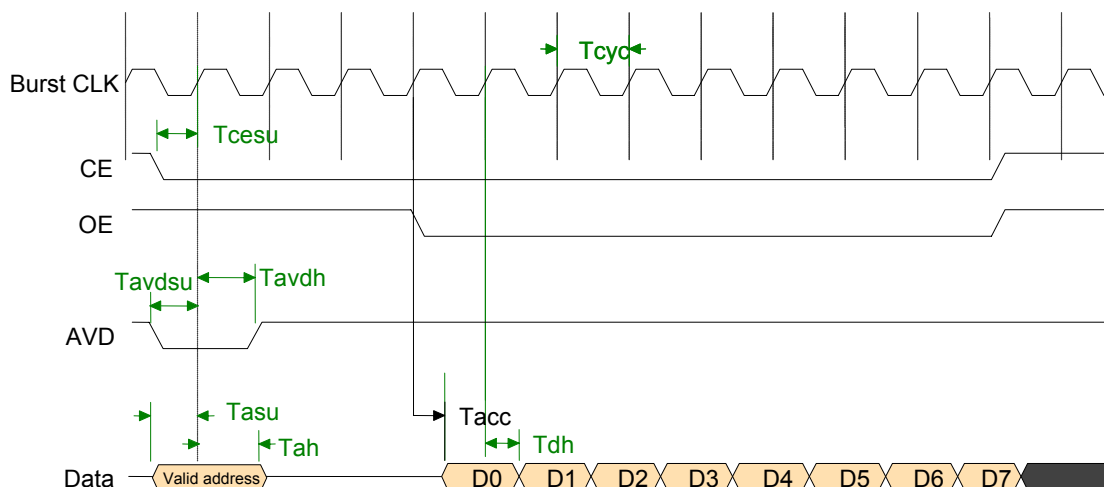 Tcyc
Burst CLK
Tcesu
CE
OE
Tavdsu
Tavdh
AVD
Tasu
Tacc
Tah
Tdh
Data
Valid address
D0
D1
D2
D3
D4
D5
D6
D7